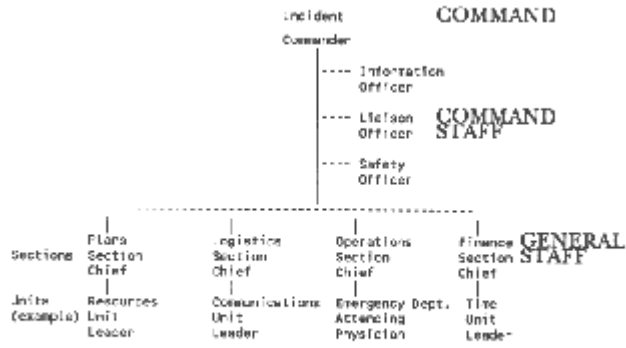 Incident COMMAND
Commander
Information
Officer
Liaison COMMAND
Officer STAFF
Safety
Officer
Plans Logistics Operations Finance GENERAL
Sections Section Section Section Section STAFF
Chief Chief Chief Chief
Units Resources Communications Emergency Dept. Time
(example) Unit Unit Attending Unit
Leader Leader Physician Leader